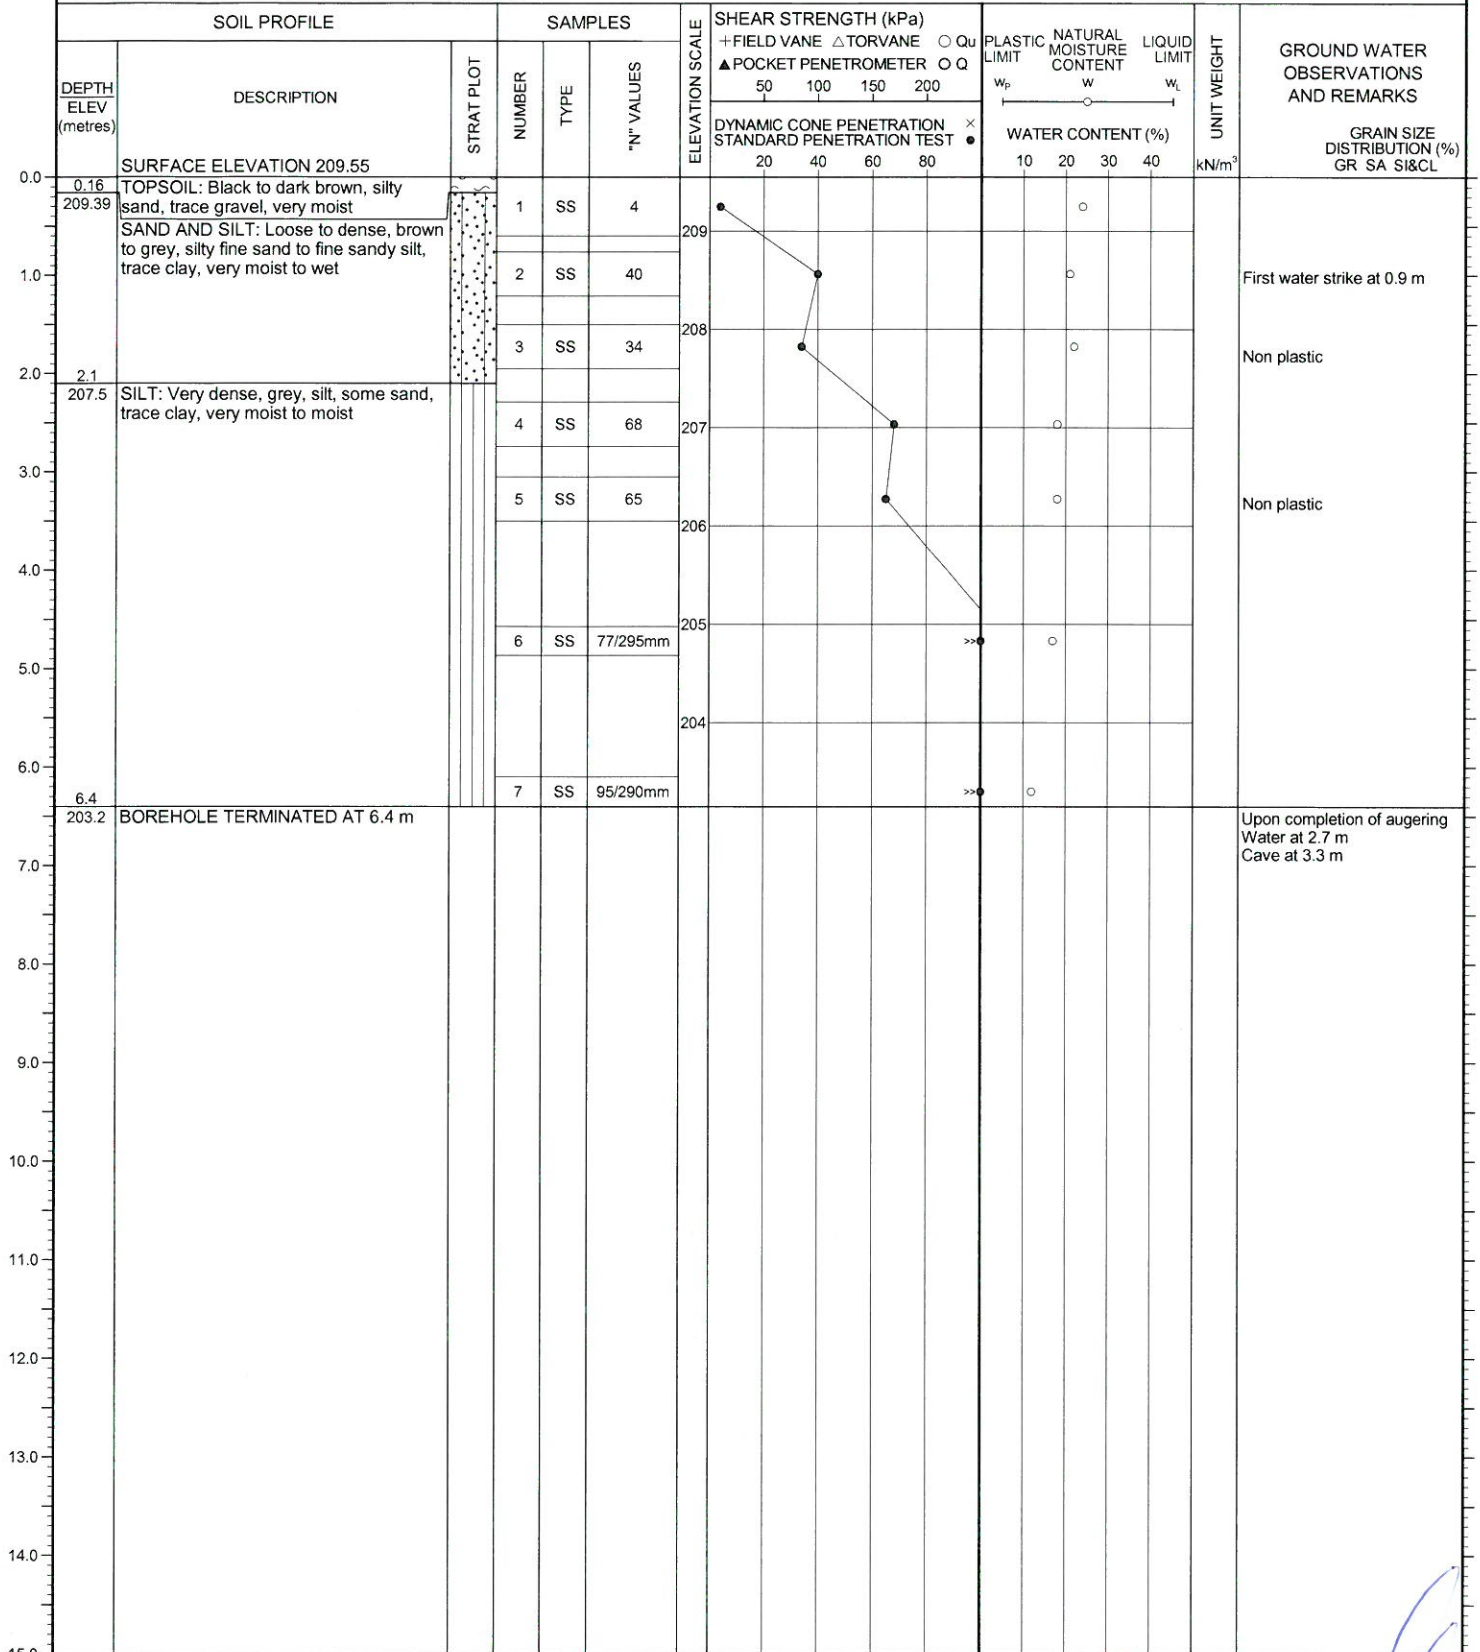 SOIL PROFILE
SAMPLES
ELEVATION SCALE
SHEAR STRENGTH (kPa)
+FIELD VANE △TORVANE ○ Qu
▲POCKET PENETROMETER O Q
50 100 150 200
DYNAMIC CONE PENETRATION ×
STANDARD PENETRATION TEST ●
20 40 60 80
PLASTIC LIMIT
NATURAL MOISTURE CONTENT
LIQUID LIMIT
WP W WL
WATER CONTENT (%)
10 20 30 40
UNIT WEIGHT
kN/m³
GROUND WATER
OBSERVATIONS
AND REMARKS
GRAIN SIZE
DISTRIBUTION (%)
GR SA SI&CL
DEPTH
ELEV
(metres)
DESCRIPTION
STRAT PLOT
NUMBER
TYPE
"N" VALUES
SURFACE ELEVATION 209.55
0.0
0.16 TOPSOIL: Black to dark brown, silty
209.39 sand, trace gravel, very moist
1 SS 4
SAND AND SILT: Loose to dense, brown
to grey, silty fine sand to fine sandy silt,
trace clay, very moist to wet
209
1.0
2 SS 40
First water strike at 0.9 m
208
3 SS 34
Non plastic
2.0
2.1
207.5 SILT: Very dense, grey, silt, some sand,
trace clay, very moist to moist
4 SS 68
207
3.0
5 SS 65
Non plastic
206
4.0
205
6 SS 77/295mm >>
5.0
204
6.0
7 SS 95/290mm >>
6.4
203.2 BOREHOLE TERMINATED AT 6.4 m
Upon completion of augering
Water at 2.7 m
Cave at 3.3 m
7.0
8.0
9.0
10.0
11.0
12.0
13.0
14.0